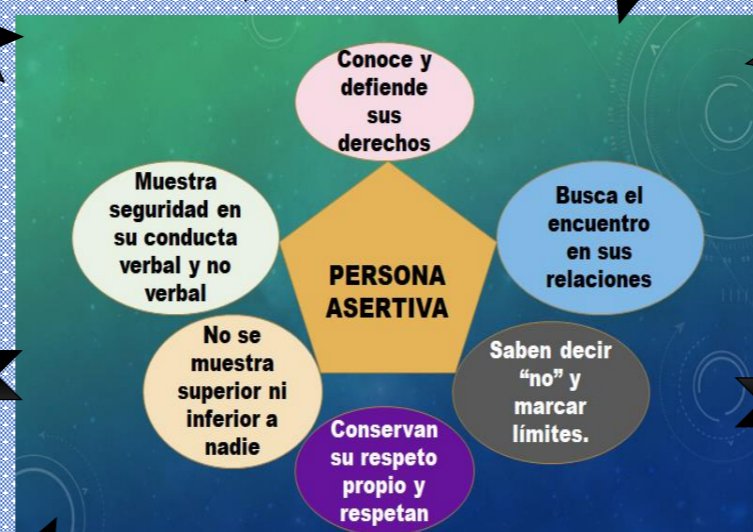 Conoce y
defiende
sus
derechos
Muestra
seguridad en
su conducta
verbal y no
verbal
Busca el
encuentro
en sus
relaciones
PERSONA
ASERTIVA
No se
muestra
superior ni
inferior a
nadie
Saben decir
“no” y
marcar
límites.
Conservan
su respeto
propio y
respetan